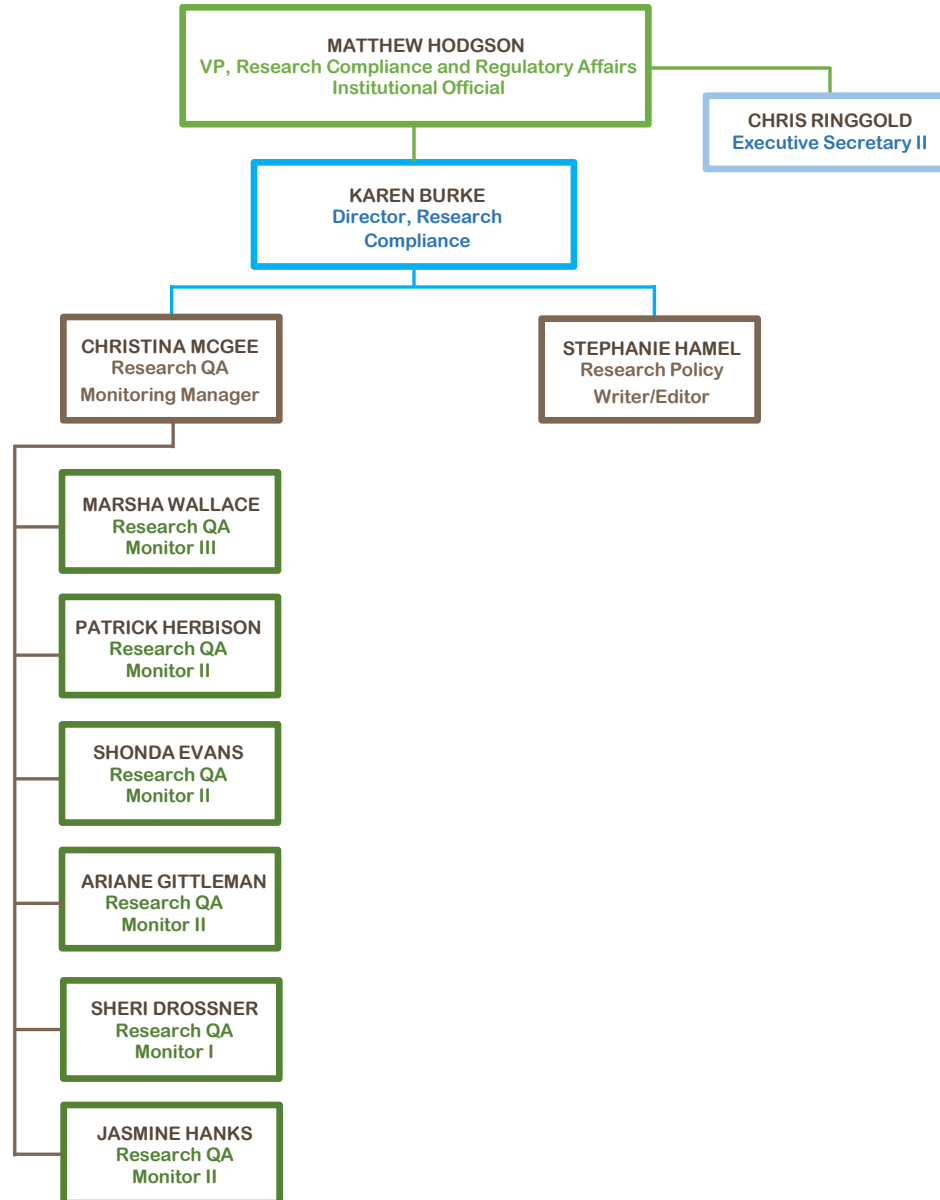 MATTHEW HODGSON
VP, Research Compliance and Regulatory Affairs
Institutional Official
CHRIS RINGGOLD
Executive Secretary II
KAREN BURKE
Director, Research
Compliance
CHRISTINA MCGEE
Research QA
Monitoring Manager
STEPHANIE HAMEL
Research Policy
Writer/Editor
MARSHA WALLACE
Research QA
Monitor III
PATRICK HERBISON
Research QA
Monitor II
SHONDA EVANS
Research QA
Monitor II
ARIANE GITTLEMAN
Research QA
Monitor II
SHERI DROSSNER
Research QA
Monitor I
JASMINE HANKS
Research QA
Monitor II